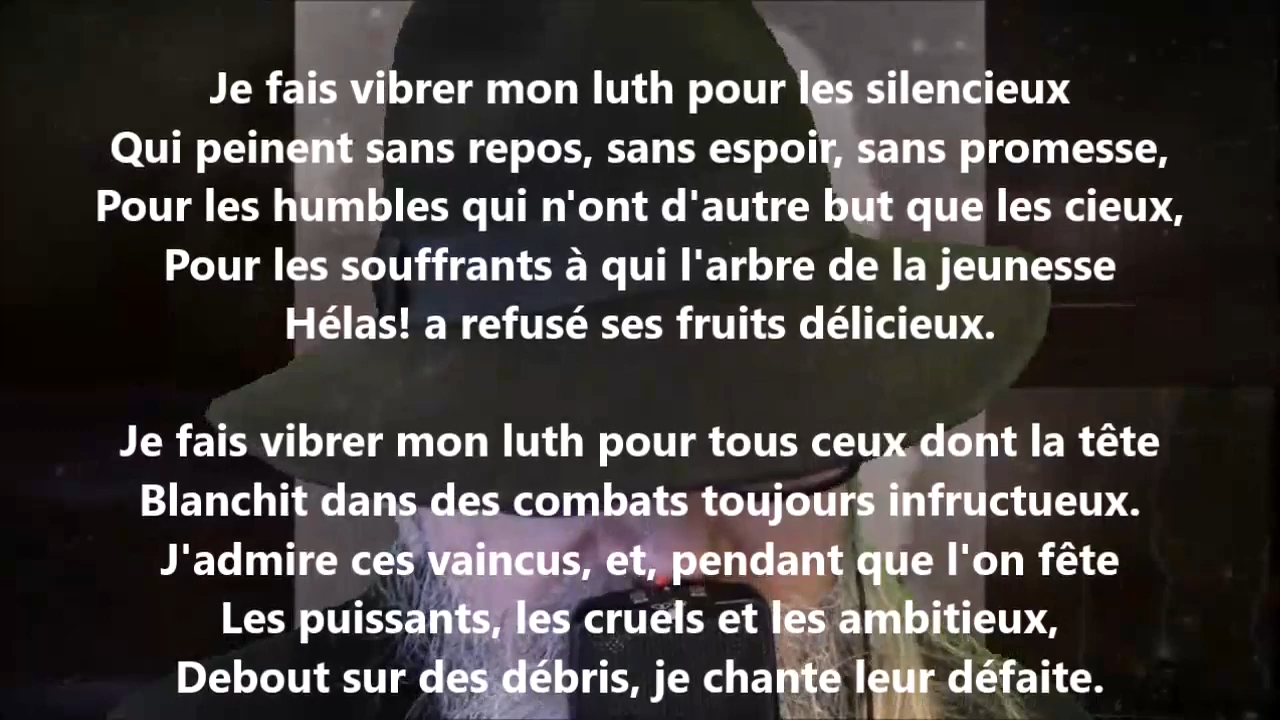 Je fais vibrer mon luth pour les silencieux
Qui peinent sans repos, sans espoir, sans promesse,
Pour les humbles qui n'ont d'autre but que les cieux,
Pour les souffrants à qui l'arbre de la jeunesse
Hélas! a refusé ses fruits délicieux.
Je fais vibrer mon luth pour tous ceux dont la tête
Blanchit dans des combats toujours infructueux.
J'admire ces vaincus, et, pendant que l'on fête
Les puissants, les cruels et les ambitieux,
Debout sur des débris, je chante leur défaite.